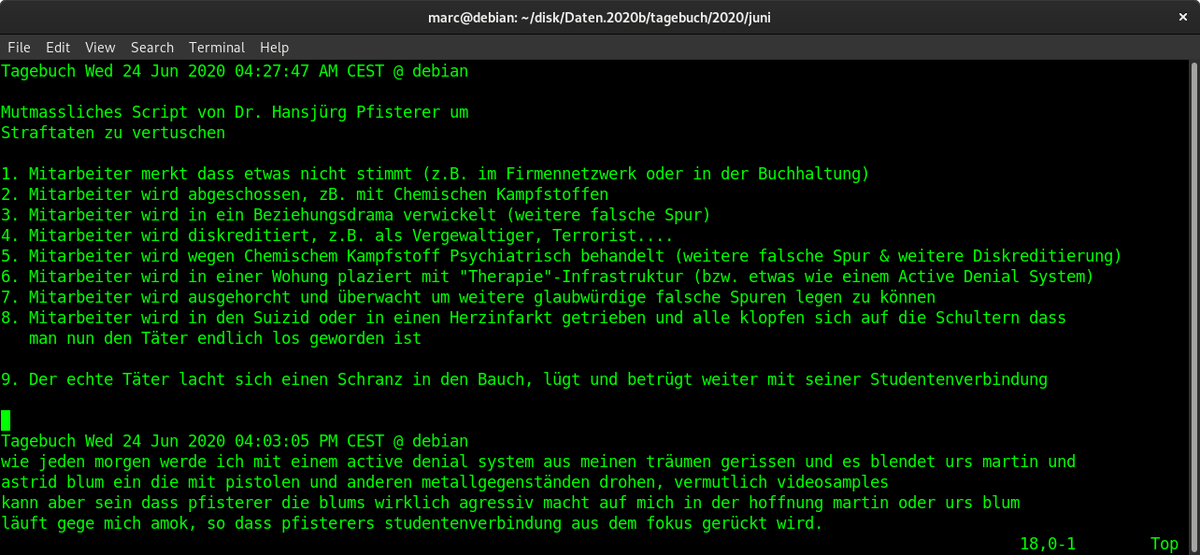 marc@debian: ~/disk/Daten.2020b/tagebuch/2020/juni
×
File Edit View Search Terminal Help
Tagebuch Wed 24 Jun 2020 04:27:47 AM CEST @ debian
Mutmassliches Script von Dr. Hansjürg Pfisterer um
Straftaten zu vertuschen
1. Mitarbeiter merkt dass etwas nicht stimmt (z.B. im Firmennetzwerk oder in der Buchhaltung)
2. Mitarbeiter wird abgeschossen, zB. mit Chemischen Kampfstoffen
3. Mitarbeiter wird in ein Beziehungsdrama verwickelt (weitere falsche Spur)
4. Mitarbeiter wird diskreditiert, z.B. als Vergewaltiger, Terrorist....
5. Mitarbeiter wird wegen Chemischem Kampfstoff Psychiatrisch behandelt (weitere falsche Spur & weitere Diskreditierung)
6. Mitarbeiter wird in einer Wohung plaziert mit "Therapie"-Infrastruktur (bzw. etwas wie einem Active Denial System)
7. Mitarbeiter wird ausgehorcht und überwacht um weitere glaubwürdige falsche Spuren legen zu können
8. Mitarbeiter wird in den Suizid oder in einen Herzinfarkt getrieben und alle klopfen sich auf die Schultern dass
man nun den Täter endlich los geworden ist
9. Der echte Täter lacht sich einen Schranz in den Bauch, lügt und betrügt weiter mit seiner Studentenverbindung
Tagebuch Wed 24 Jun 2020 04:03:05 PM CEST @ debian
wie jeden morgen werde ich mit einem active denial system aus meinen träumen gerissen und es blendet urs martin und
astrid blum ein die mit pistolen und anderen metallgegenständen drohen, vermutlich videosamples
kann aber sein dass pfisterer die blums wirklich agressiv macht auf mich in der hoffnung martin oder urs blum
läuft gege mich amok, so dass pfisterers studentenverbindung aus dem fokus gerückt wird.
18,0-1 Top